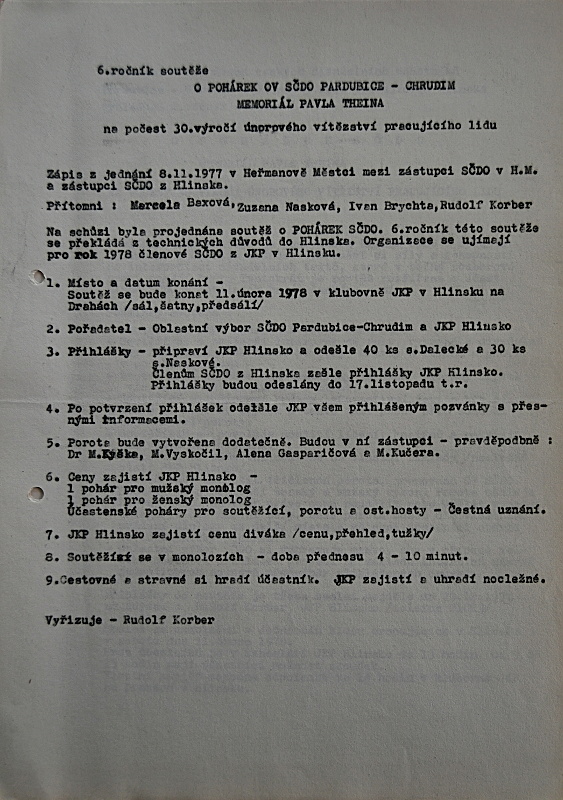 6.ročník soutěže
O POHÁREK OV SČDO PARDUBICE - CHRUDIM
MEMORIÁL PAVLA THEINA
na počest 30.výročí únorového vítězství pracujícího lidu
Zápis z jednání 8.11.1977 v Heřmanově Městci mezi zástupci SČDO v H.M.
a zástupci SČDO z Hlinska.
Přítomni : Marcela Baxová, Zuzana Nasková, Ivan Brychta, Rudolf Korber
Na schůzi byla projednána soutěž o POHÁREK SČDO. 6.ročník této soutěže
se překládá z technických důvodů do Hlinska. Organizace se ujímají
pro rok 1978 členové SČDO z JKP v Hlinsku.
1. Místo a datum konání -
Soutěž se bude konat 11.února 1978 v klubovně JKP v Hlinsku na
Drahách /sál,šatny,předsálí/
2. Pořadatel - Oblastní výbor SČDO Pardubice-Chrudim a JKP Hlinsko
3. Přihlášky - připraví JKP Hlinsko a odešle 40 ks s.Dalecké a 30 ks
s.Naskové.
Členům SČDO z Hlinska zašle přihlášky JKP Hlinsko.
Přihlášky budou odeslány do 17.listopadu t.r.
4. Po potvrzení přihlášek odešle JKP všem přihlášeným pozvánky s přes-
nými informacemi.
5. Porota bude vytvořena dodatečně. Budou v ní zástupci - pravděpodbně :
Dr M. M.Vyskočil, Alena Gasparičová a M.Kučera.
6. Ceny zajistí JKP Hlinsko -
1 pohár pro mužský monolog
1 pohár pro ženský monolog
Účastenské poháry pro soutěžící, porotu a ost.hosty - Čestná uznání.
7. JKP Hlinsko zajistí cenu diváka /cenu,přehled,tužky/
8. Soutěžící se v monolozích - doba přednesu 4 - 10 minut.
9.Cestovné a stravné si hradí účastník. JKP zajistí a uhradí nocležné.
Vyřizuje - Rudolf Korber